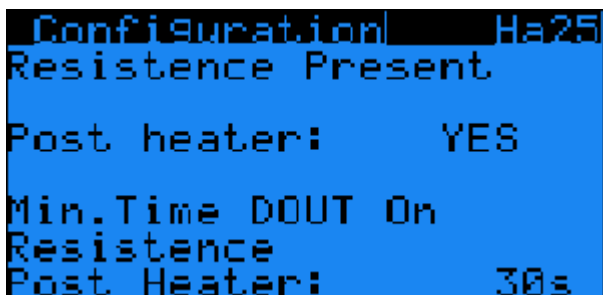 Configuration Ha25
Resistence Present
Post heater: YES
Min.Time DOUT On
Resistence
Post Heater: 30s